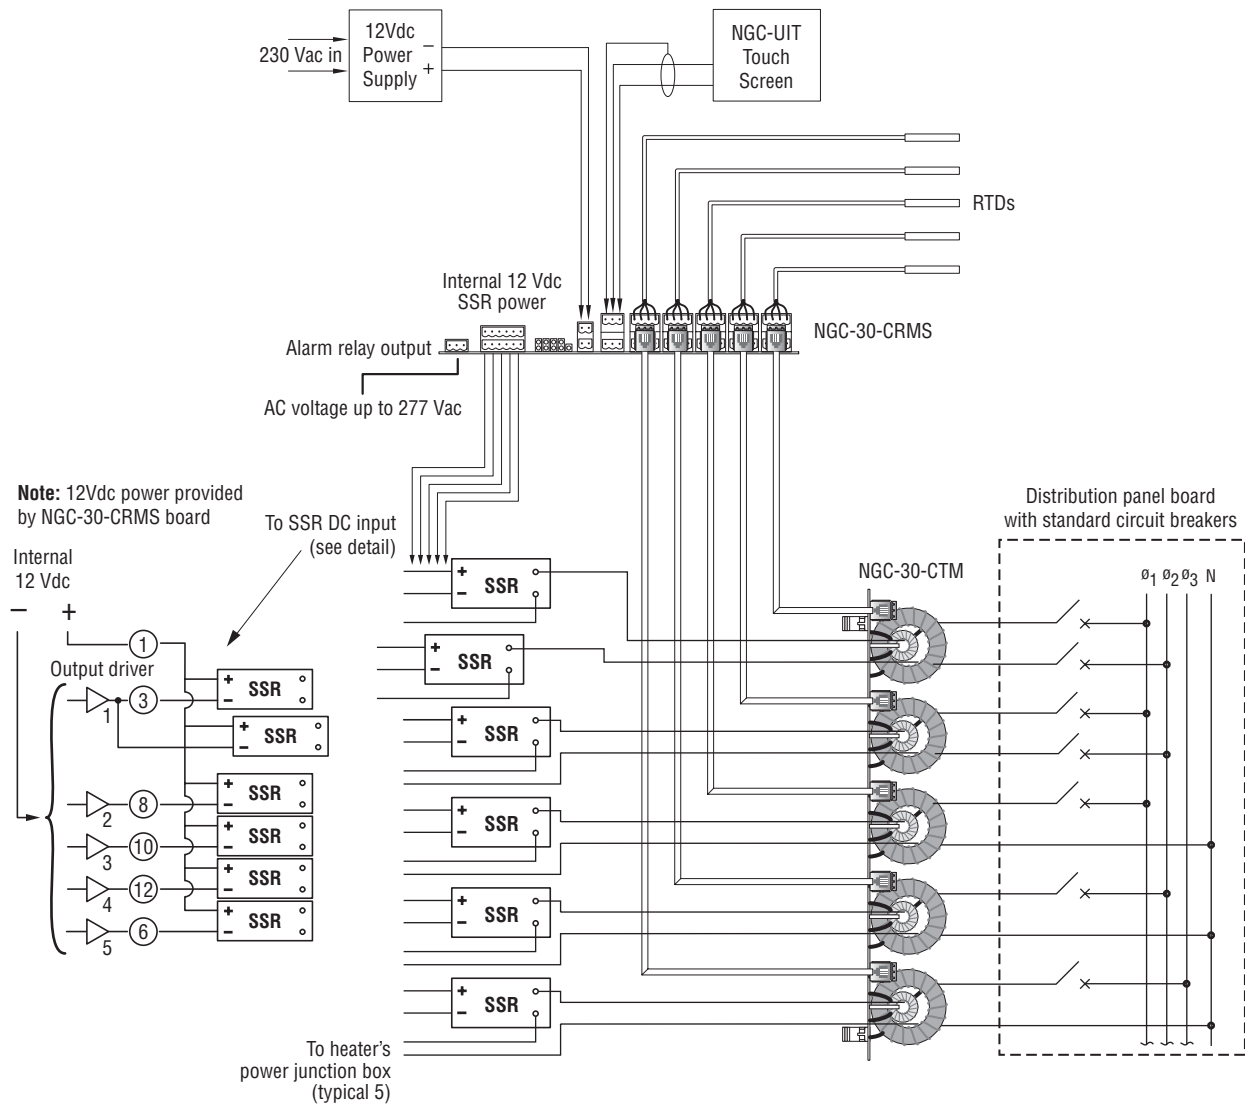 12Vdc
Power
Supply
−
+
230 Vac in
NGC-UIT
Touch
Screen
RTDs
Internal 12 Vdc
SSR power
NGC-30-CRMS
Alarm relay output
AC voltage up to 277 Vac
Note: 12Vdc power provided
by NGC-30-CRMS board
To SSR DC input
(see detail)
Internal
12 Vdc
− +
1
Output driver
3
1
+
−
SSR
+
−
SSR
8
2
+
−
SSR
10
3
+
−
SSR
12
4
+
−
SSR
6
5
+
−
SSR
+
−
SSR
+
−
SSR
+
−
SSR
+
−
SSR
+
−
SSR
+
−
SSR
To heater's
power junction box
(typical 5)
NGC-30-CTM
Distribution panel board
with standard circuit breakers
ø1 ø2 ø3 N